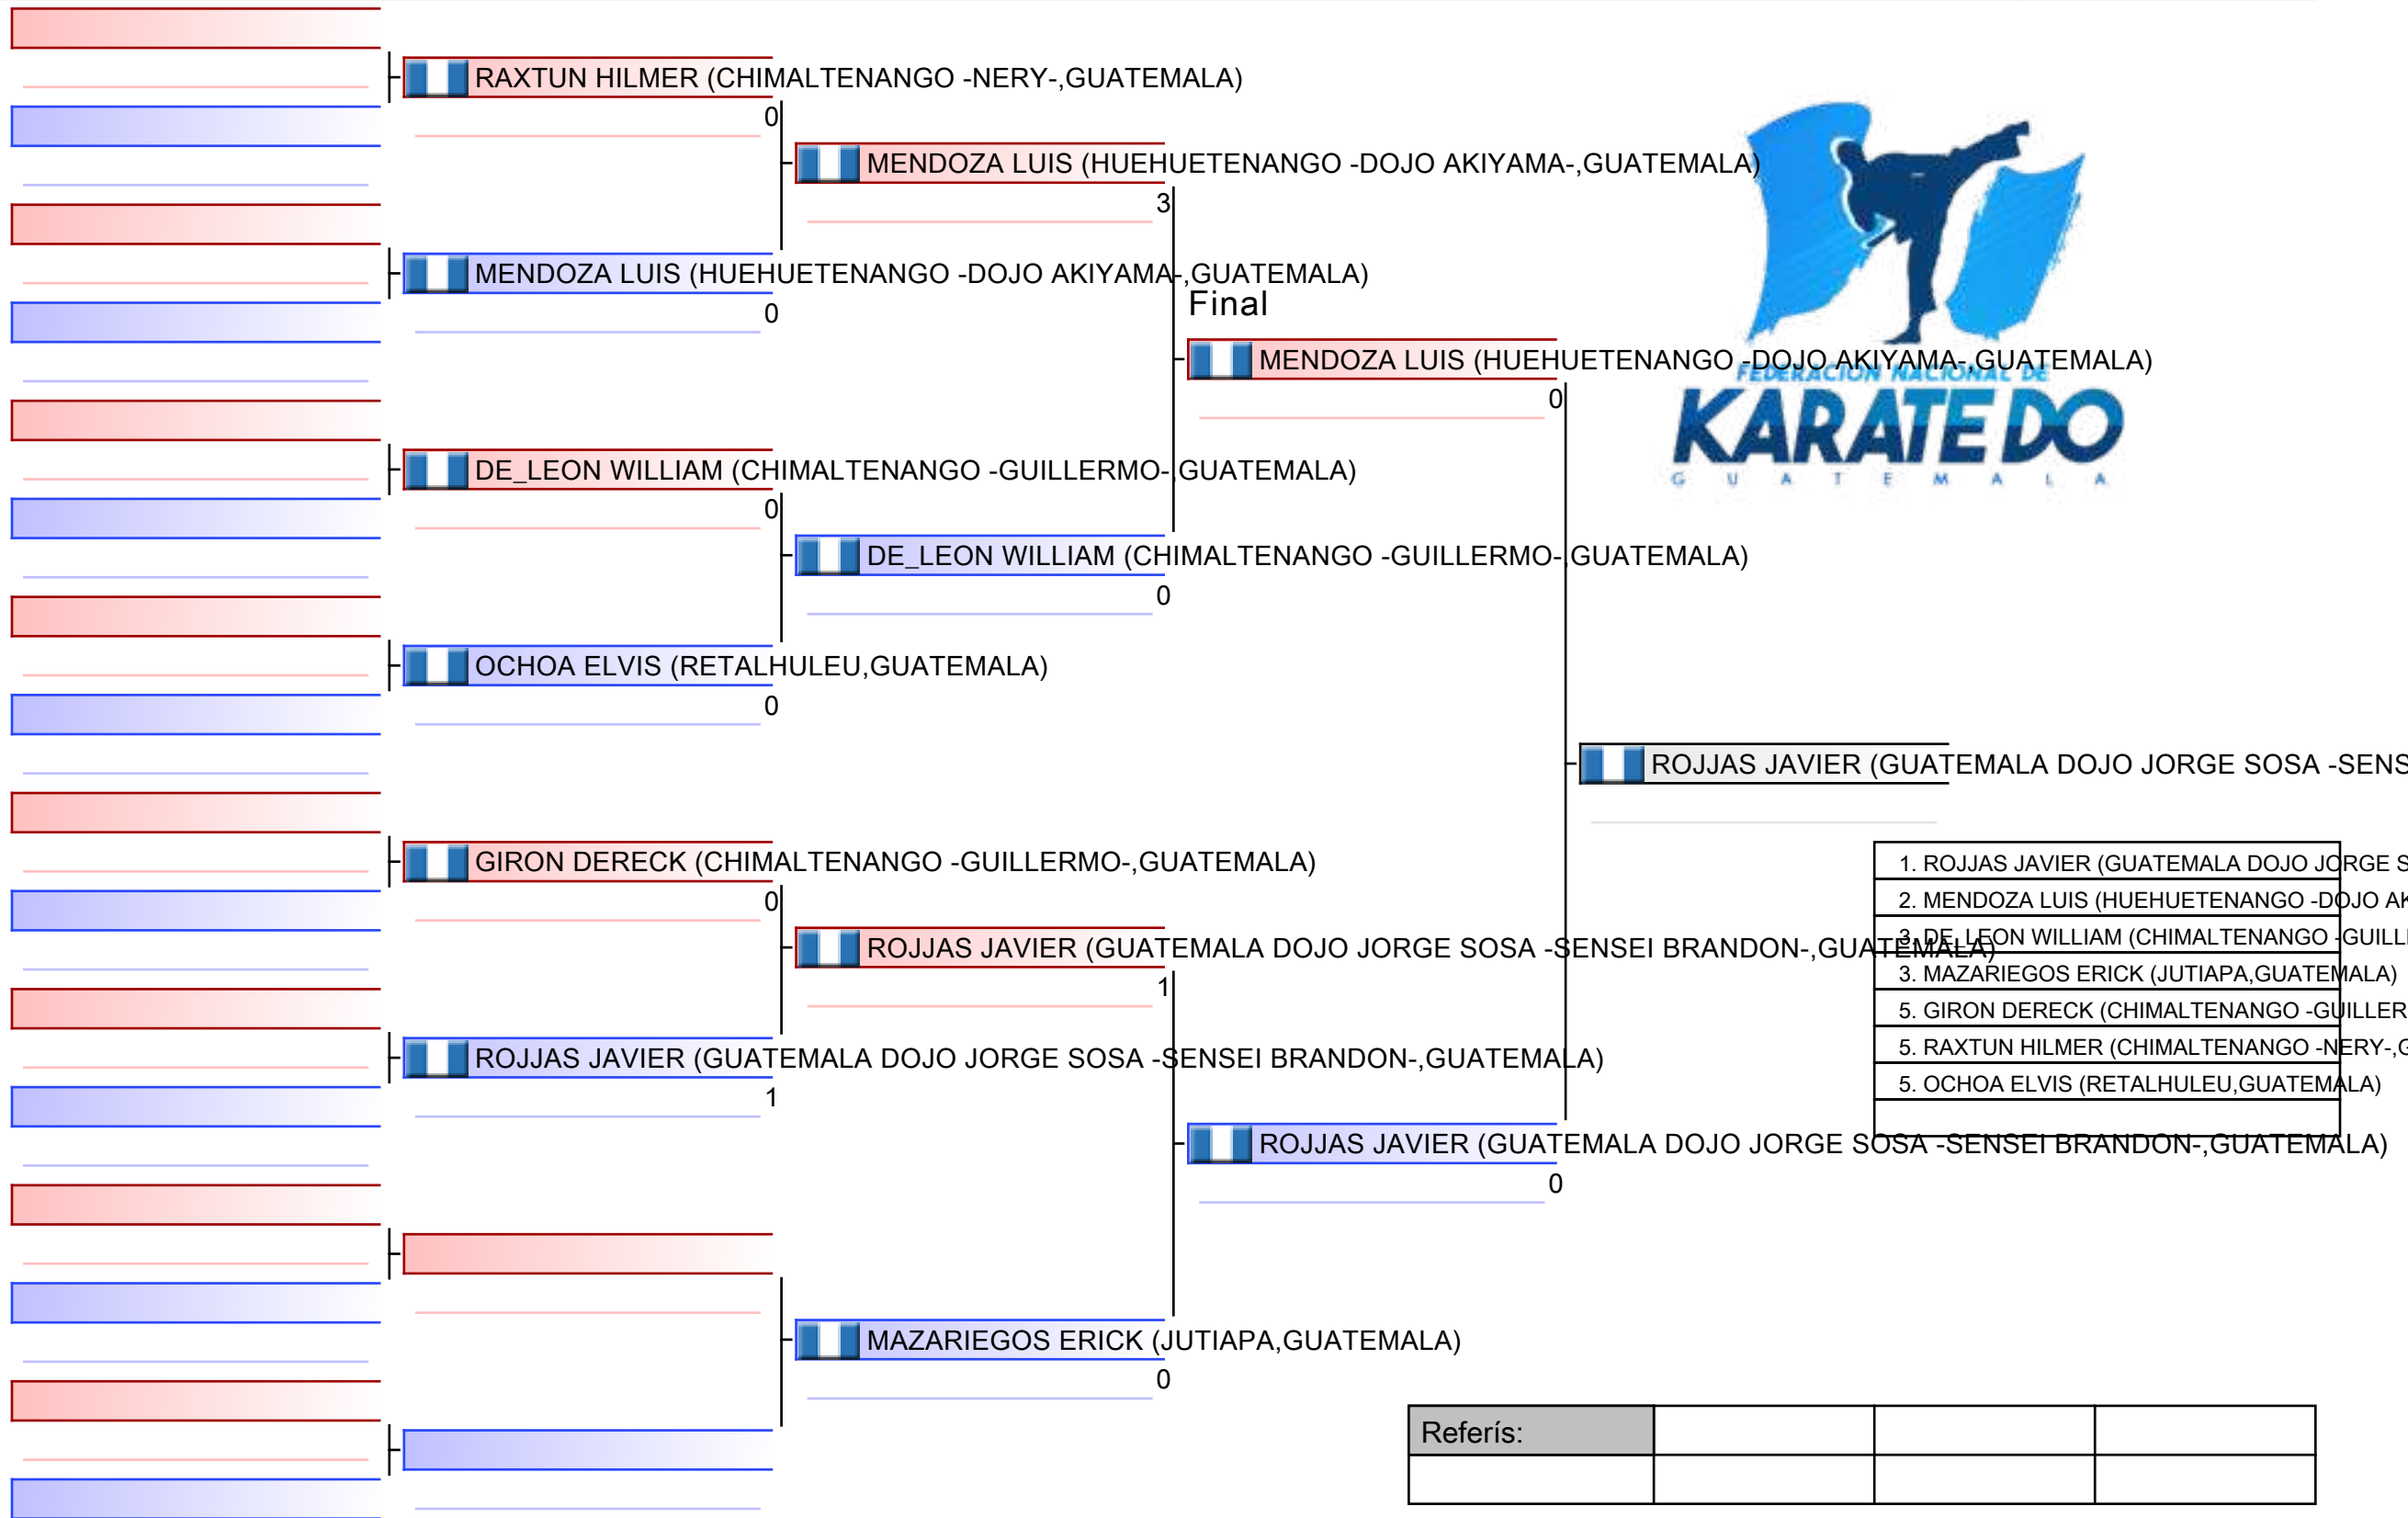 RAXTUN HILMER (CHIMALTENANGO -NERY-,GUATEMALA)
0
MENDOZA LUIS (HUEHUETENANGO -DOJO AKIYAMA-,GUATEMALA)
3
MENDOZA LUIS (HUEHUETENANGO -DOJO AKIYAMA-,GUATEMALA)
0
Final
MENDOZA LUIS (HUEHUETENANGO -DOJO AKIYAMA-,GUATEMALA)
0
FEDERACION NACIONAL DE
KARATE DO
GUATEMALA
DE_LEON WILLIAM (CHIMALTENANGO -GUILLERMO-,GUATEMALA)
0
DE_LEON WILLIAM (CHIMALTENANGO -GUILLERMO-,GUATEMALA)
0
OCHOA ELVIS (RETALHULEU,GUATEMALA)
0
ROJJAS JAVIER (GUATEMALA DOJO JORGE SOSA -SENS
GIRON DERECK (CHIMALTENANGO -GUILLERMO-,GUATEMALA)
0
ROJJAS JAVIER (GUATEMALA DOJO JORGE SOSA -SENSEI BRANDON-,GUATEMALA)
1
ROJJAS JAVIER (GUATEMALA DOJO JORGE SOSA -SENSEI BRANDON-,GUATEMALA)
1
ROJJAS JAVIER (GUATEMALA DOJO JORGE SOSA -SENSEI BRANDON-,GUATEMALA)
0
MAZARIEGOS ERICK (JUTIAPA,GUATEMALA)
0
1. ROJJAS JAVIER (GUATEMALA DOJO JORGE S
2. MENDOZA LUIS (HUEHUETENANGO -DOJO AK
3. DE_LEON WILLIAM (CHIMALTENANGO -GUILL
3. MAZARIEGOS ERICK (JUTIAPA,GUATEMALA)
5. GIRON DERECK (CHIMALTENANGO -GUILLER
5. RAXTUN HILMER (CHIMALTENANGO -NERY-,G
5. OCHOA ELVIS (RETALHULEU,GUATEMALA)
Referís: